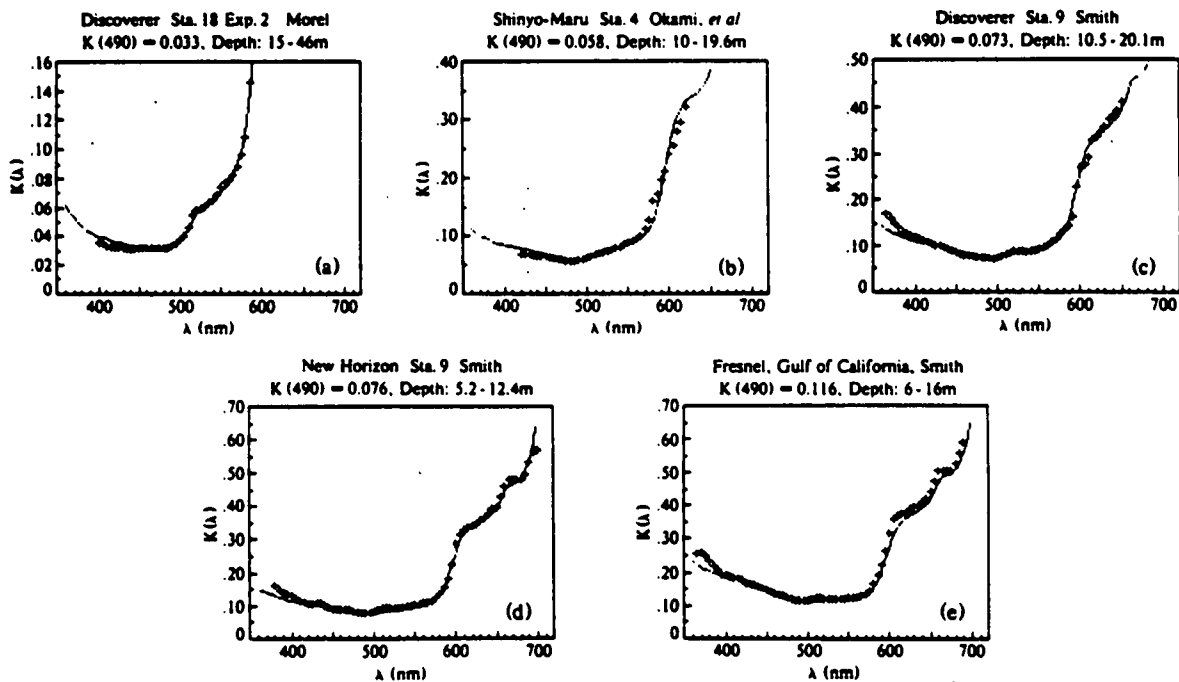 Discoverer Sta. 18 Exp. 2 Morel
K (490) = 0.033, Depth: 15 - 46m
.16
.14
.12
.10
.08
.06
.04
.02
0
K(λ)
400 500 600 700
λ (nm)
(a)
Shinyo-Maru Sta. 4 Okami, et al
K (490) = 0.058, Depth: 10 - 19.6m
.40
.30
.20
.10
0
K(λ)
400 500 600 700
λ (nm)
(b)
Discoverer Sta. 9 Smith
K (490) = 0.073, Depth: 10.5 - 20.1m
.50
.40
.30
.20
.10
0
K(λ)
400 500 600 700
λ (nm)
(c)
New Horizon Sta. 9 Smith
K (490) = 0.076, Depth: 5.2 - 12.4m
.70
.60
.50
.40
.30
.20
.10
0
K(λ)
400 500 600 700
λ (nm)
(d)
Fresnel, Gulf of California, Smith
K (490) = 0.116, Depth: 6 - 16m
.70
.60
.50
.40
.30
.20
.10
0
K(λ)
400 500 600 700
λ (nm)
(e)